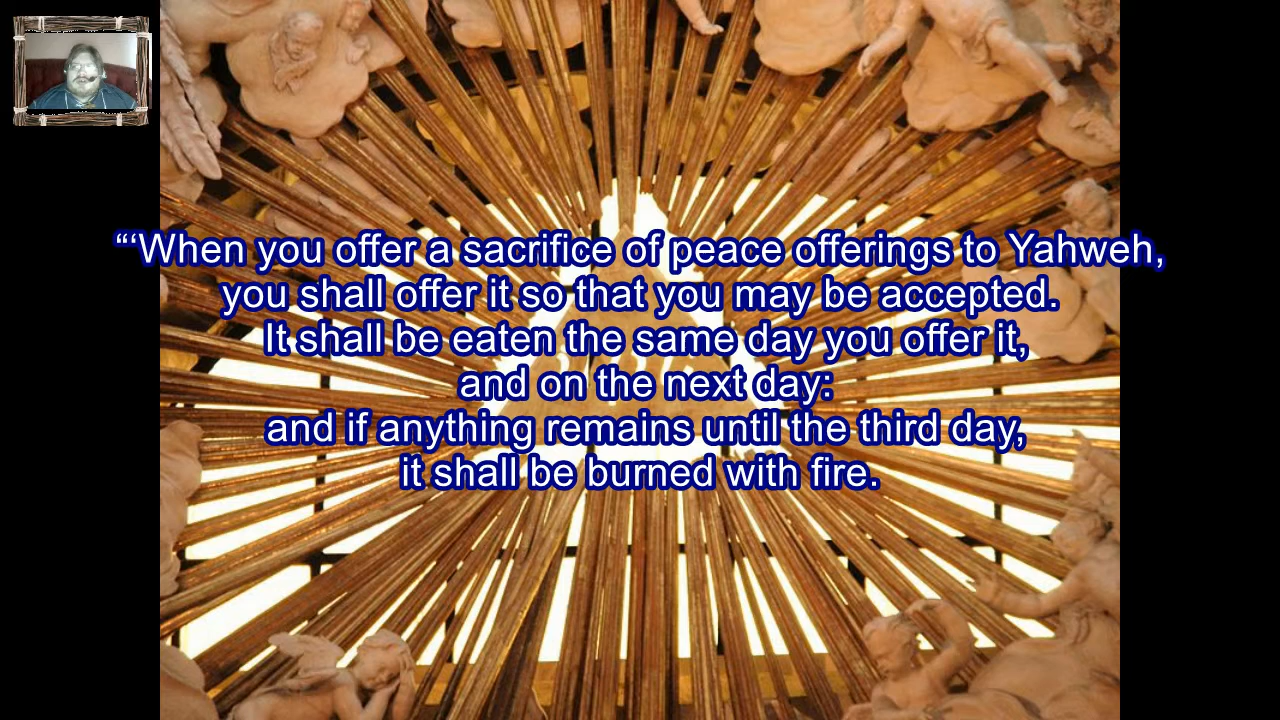 “‘When you offer a sacrifice of peace offerings to Yahweh,
you shall offer it so that you may be accepted.
It shall be eaten the same day you offer it,
and on the next day:
and if anything remains until the third day,
it shall be burned with fire.